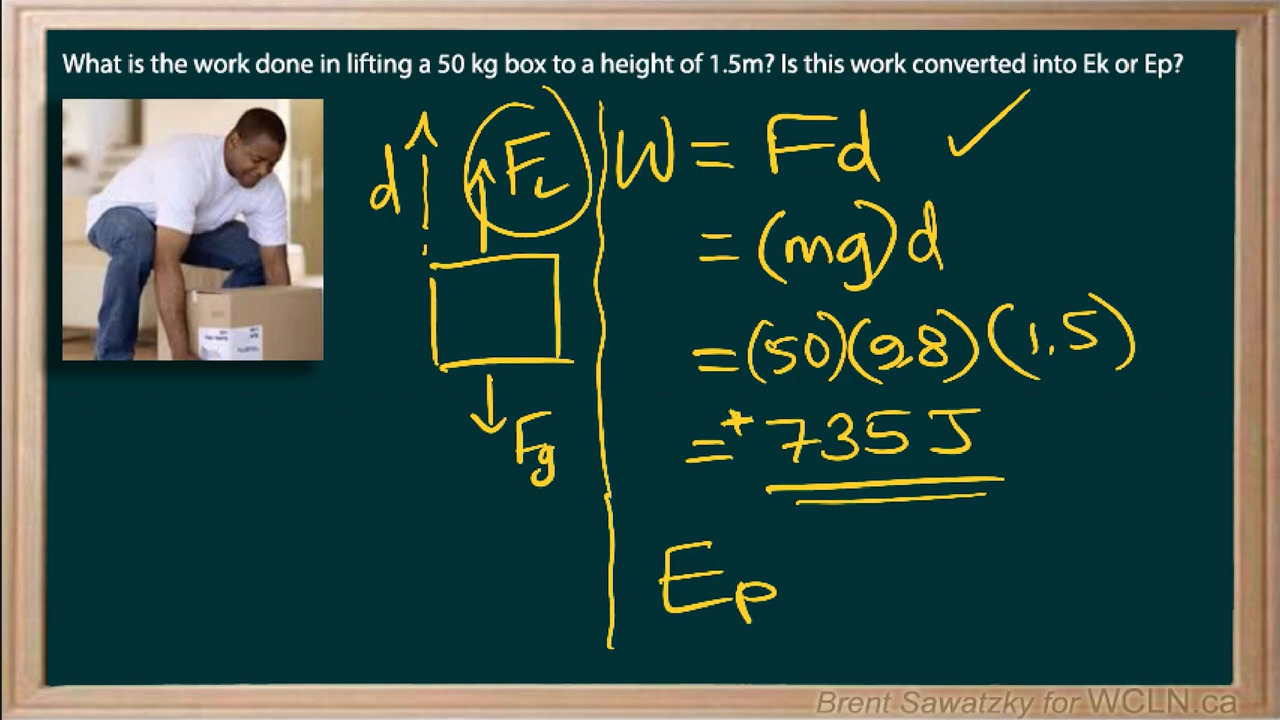 What is the work done in lifting a 50 kg box to a height of 1.5m? Is this work converted into Ek or Ep?
d F_L
W = Fd
= (mg)d
= (50)(9.8)(1.5)
= +735 J
Fg
Ep
Brent Sawatzky for WCLN.ca